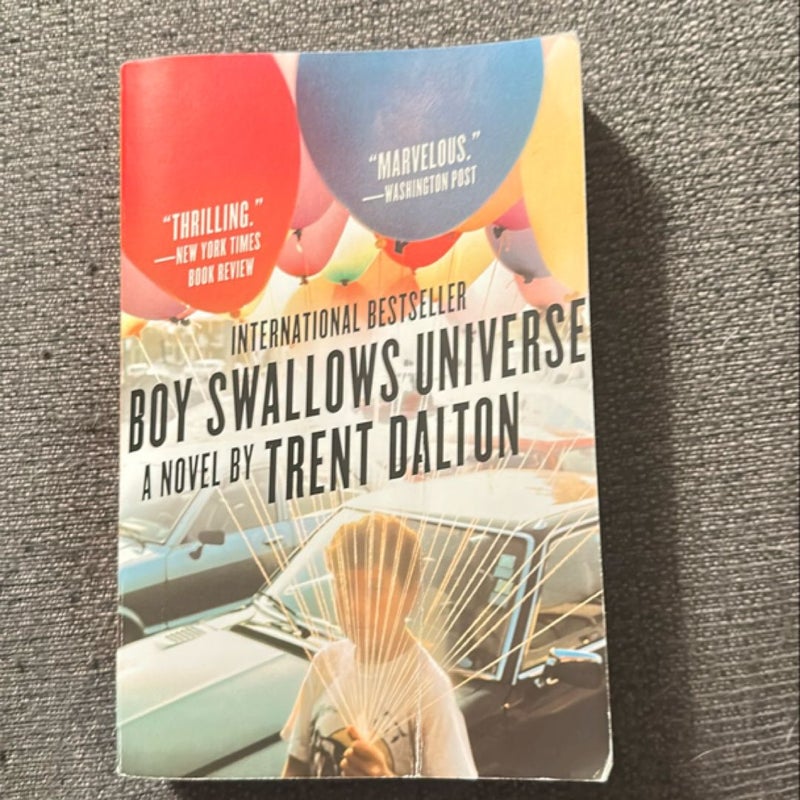 “MARVELOUS.”
—WASHINGTON POST
“THRILLING.”
—NEW YORK TIMES
BOOK REVIEW
INTERNATIONAL BESTSELLER
BOY SWALLOWS UNIVERSE
A NOVEL BY TRENT DALTON